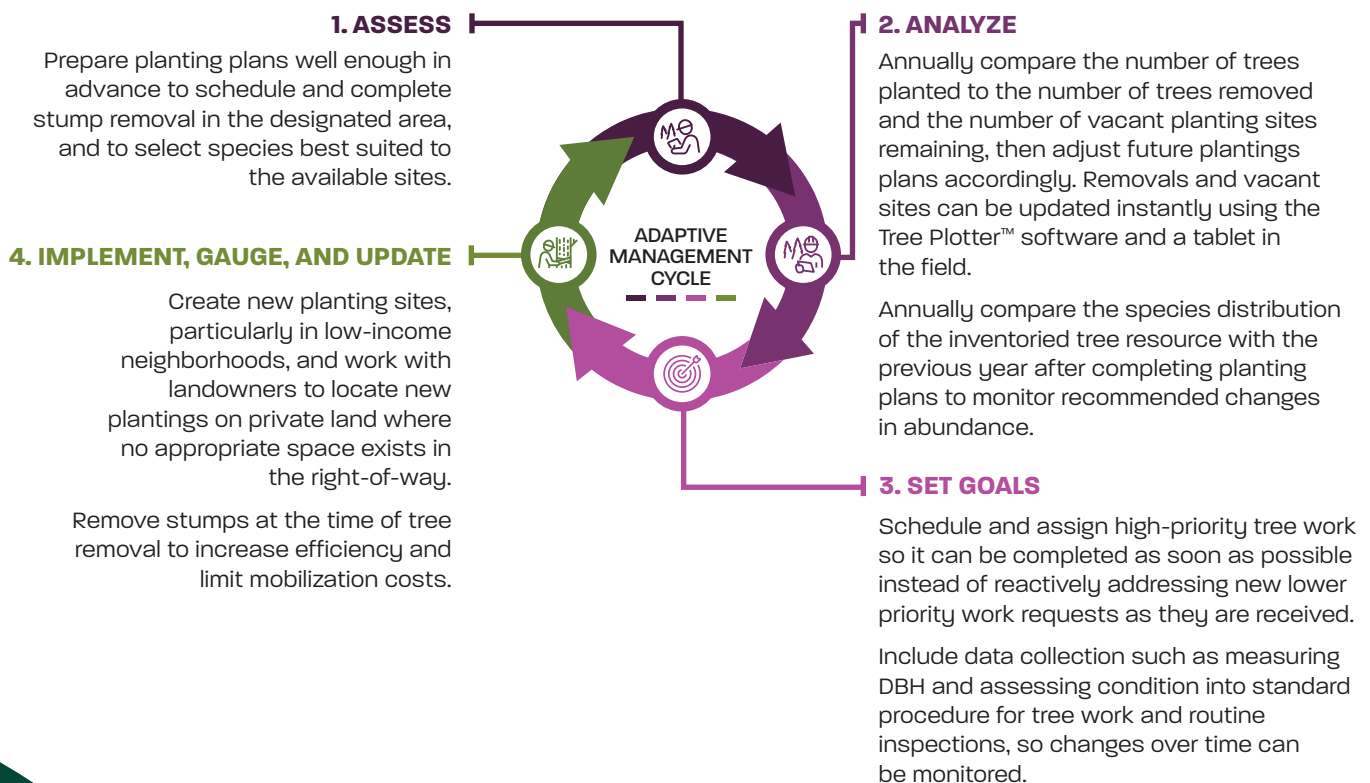 1. ASSESS
Prepare planting plans well enough in
advance to schedule and complete
stump removal in the designated area,
and to select species best suited to
the available sites.
2. ANALYZE
Annually compare the number of trees
planted to the number of trees removed
and the number of vacant planting sites
remaining, then adjust future plantings
plans accordingly. Removals and vacant
sites can be updated instantly using the
Tree Plotter™ software and a tablet in
the field.
Annually compare the species distribution
of the inventoried tree resource with the
previous year after completing planting
plans to monitor recommended changes
in abundance.
ADAPTIVE
MANAGEMENT
CYCLE
3. SET GOALS
Schedule and assign high-priority tree work
so it can be completed as soon as possible
instead of reactively addressing new lower
priority work requests as they are received.
Include data collection such as measuring
DBH and assessing condition into standard
procedure for tree work and routine
inspections, so changes over time can
be monitored.
4. IMPLEMENT, GAUGE, AND UPDATE
Create new planting sites,
particularly in low-income
neighborhoods, and work with
landowners to locate new
plantings on private land where
no appropriate space exists in
the right-of-way.
Remove stumps at the time of tree
removal to increase efficiency and
limit mobilization costs.